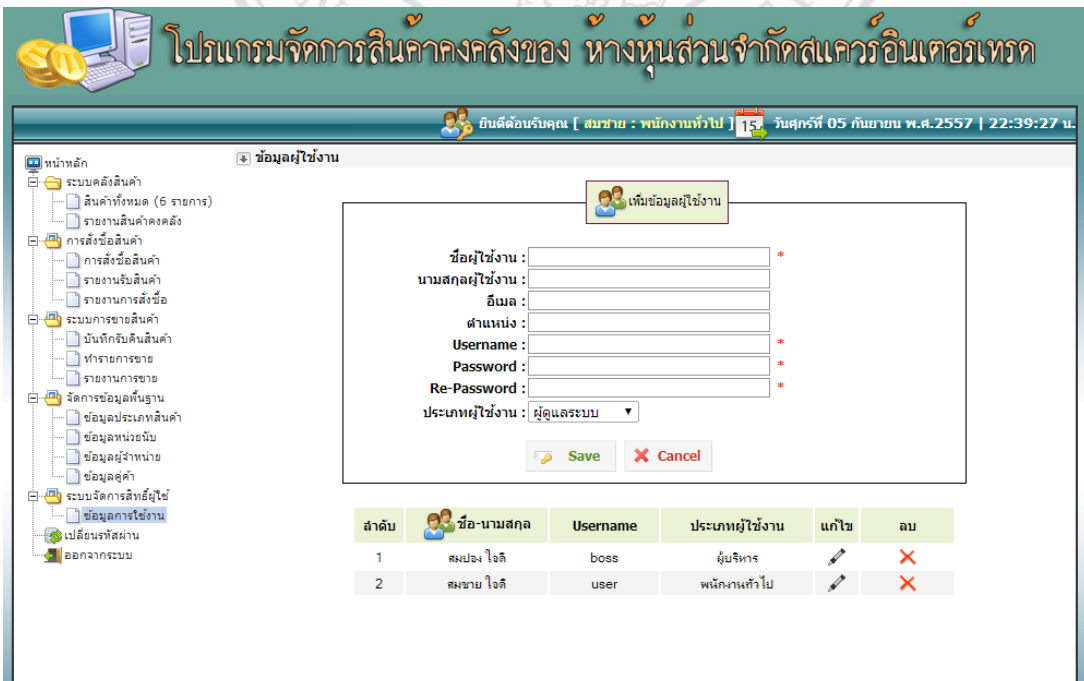 โปรแกรมจัดการสินค้าคงคลังของ ห้างหุ้นส่วนจำกัดสแควร์อินเตอร์เทรด
ยินดีต้อนรับคุณ [ สมชาย : พนักงานทั่วไป ] 15 วันศุกร์ที่ 05 กันยายน พ.ศ.2557 | 22:39:27 น.
หน้าหลัก
ระบบคลังสินค้า
สินค้าทั้งหมด (6 รายการ)
รายงานสินค้าคงคลัง
การสั่งซื้อสินค้า
การสั่งซื้อสินค้า
รายงานรับสินค้า
รายงานการสั่งซื้อ
ระบบการขายสินค้า
บันทึกรับคืนสินค้า
ทำรายการขาย
รายงานการขาย
จัดการข้อมูลพื้นฐาน
ข้อมูลประเภทสินค้า
ข้อมูลหน่วยนับ
ข้อมูลผู้จำหน่าย
ข้อมูลคู่ค้า
ระบบจัดการสิทธิ์ผู้ใช้
ข้อมูลการใช้งาน
เปลี่ยนรหัสผ่าน
ออกจากระบบ
ข้อมูลผู้ใช้งาน
เพิ่มข้อมูลผู้ใช้งาน
ชื่อผู้ใช้งาน : *
นามสกุลผู้ใช้งาน :
อีเมล :
ตำแหน่ง :
Username : *
Password : *
Re-Password : *
ประเภทผู้ใช้งาน : ผู้ดูแลระบบ
Save Cancel
ลำดับ ชื่อ-นามสกุล Username ประเภทผู้ใช้งาน แก้ไข ลบ
1 สมปอง ใจดี boss ผู้บริหาร
2 สมชาย ใจดี user พนักงานทั่วไป